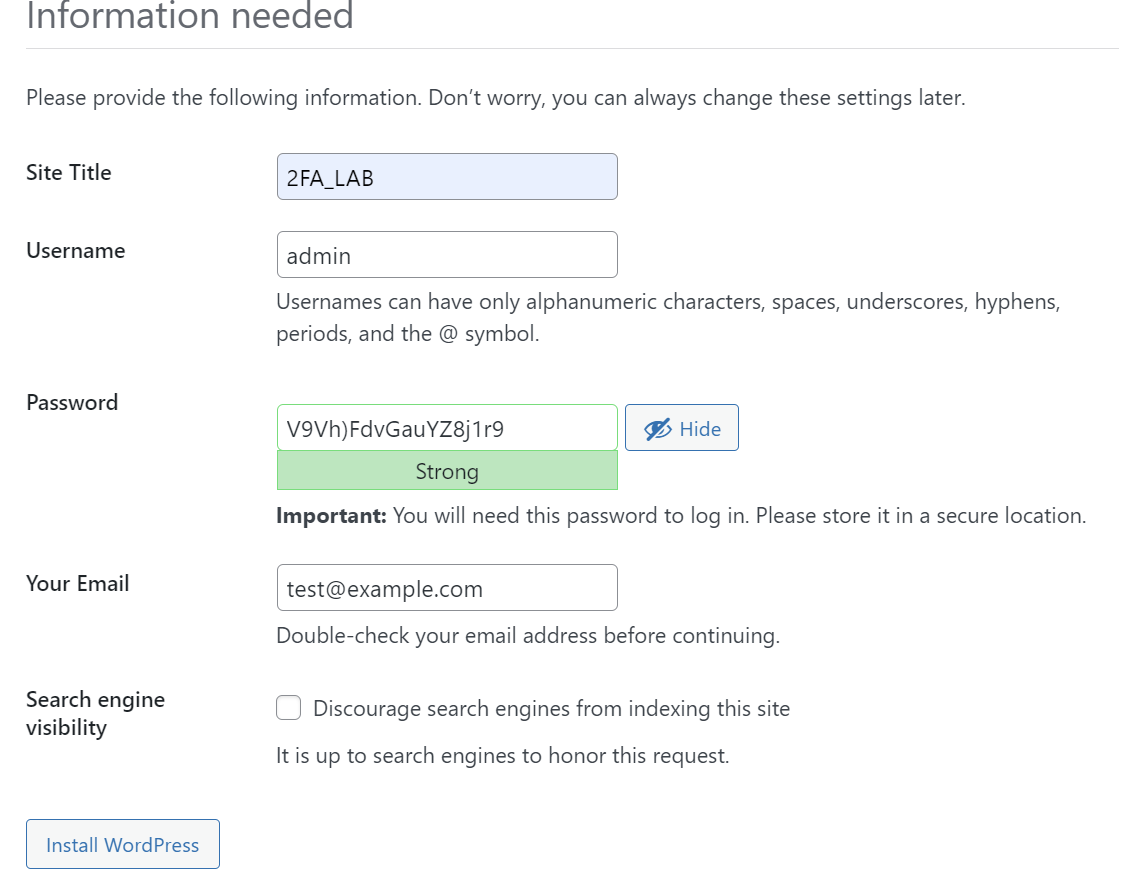 Information needed
Please provide the following information. Don’t worry, you can always change these settings later.
Site Title
2FA_LAB
Username
admin
Usernames can have only alphanumeric characters, spaces, underscores, hyphens,
periods, and the @ symbol.
Password
V9Vh)FdvGauYZ8j1r9
Hide
Strong
Important: You will need this password to log in. Please store it in a secure location.
Your Email
test@example.com
Double-check your email address before continuing.
Search engine
visibility
Discourage search engines from indexing this site
It is up to search engines to honor this request.
Install WordPress